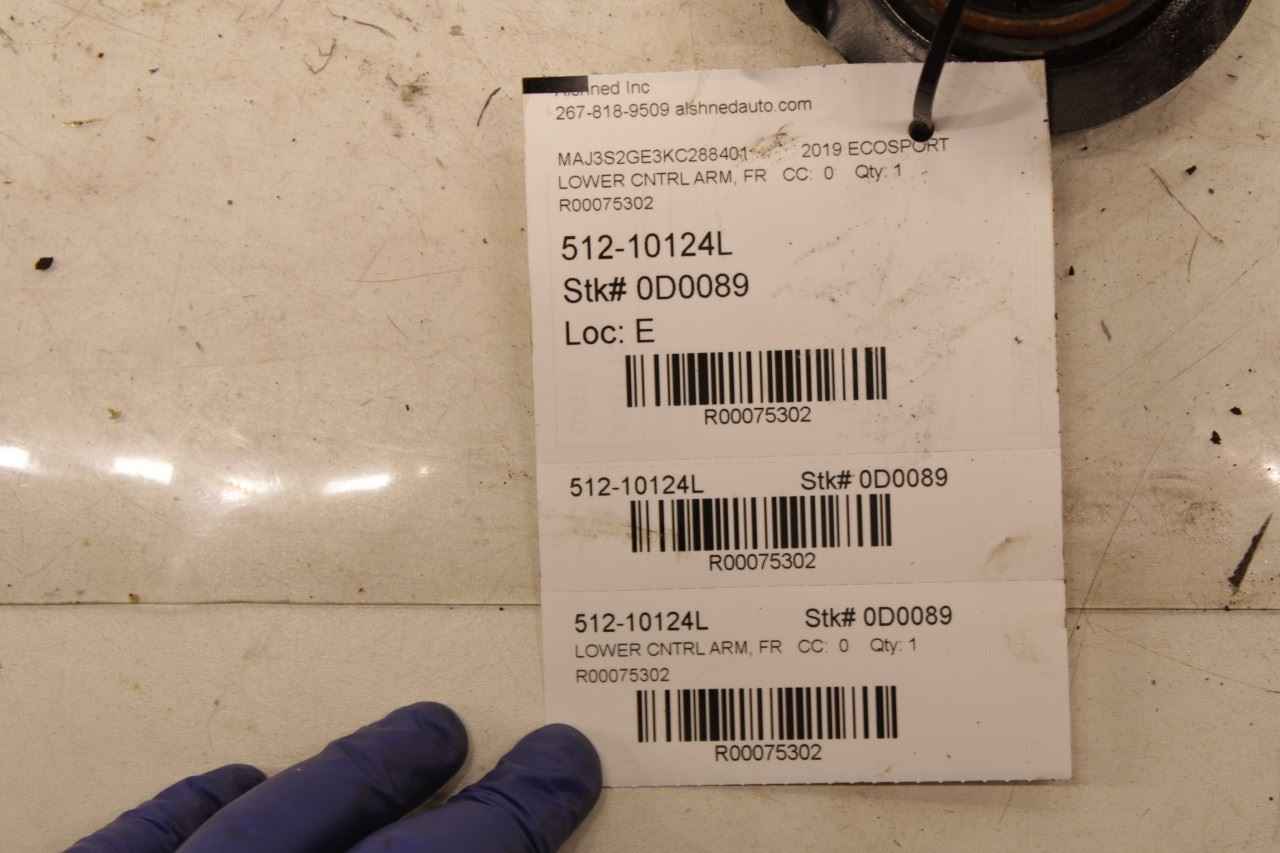 Alshned Inc
267-818-9509 alshnedauto.com
MAJ3S2GE3KC288401 2019 ECOSPORT
LOWER CNTRL ARM, FR CC: 0 Qty: 1
R00075302
512-10124L
Stk# 0D0089
Loc: E
R00075302
512-10124L Stk# 0D0089
R00075302
512-10124L Stk# 0D0089
LOWER CNTRL ARM, FR CC: 0 Qty: 1
R00075302
R00075302